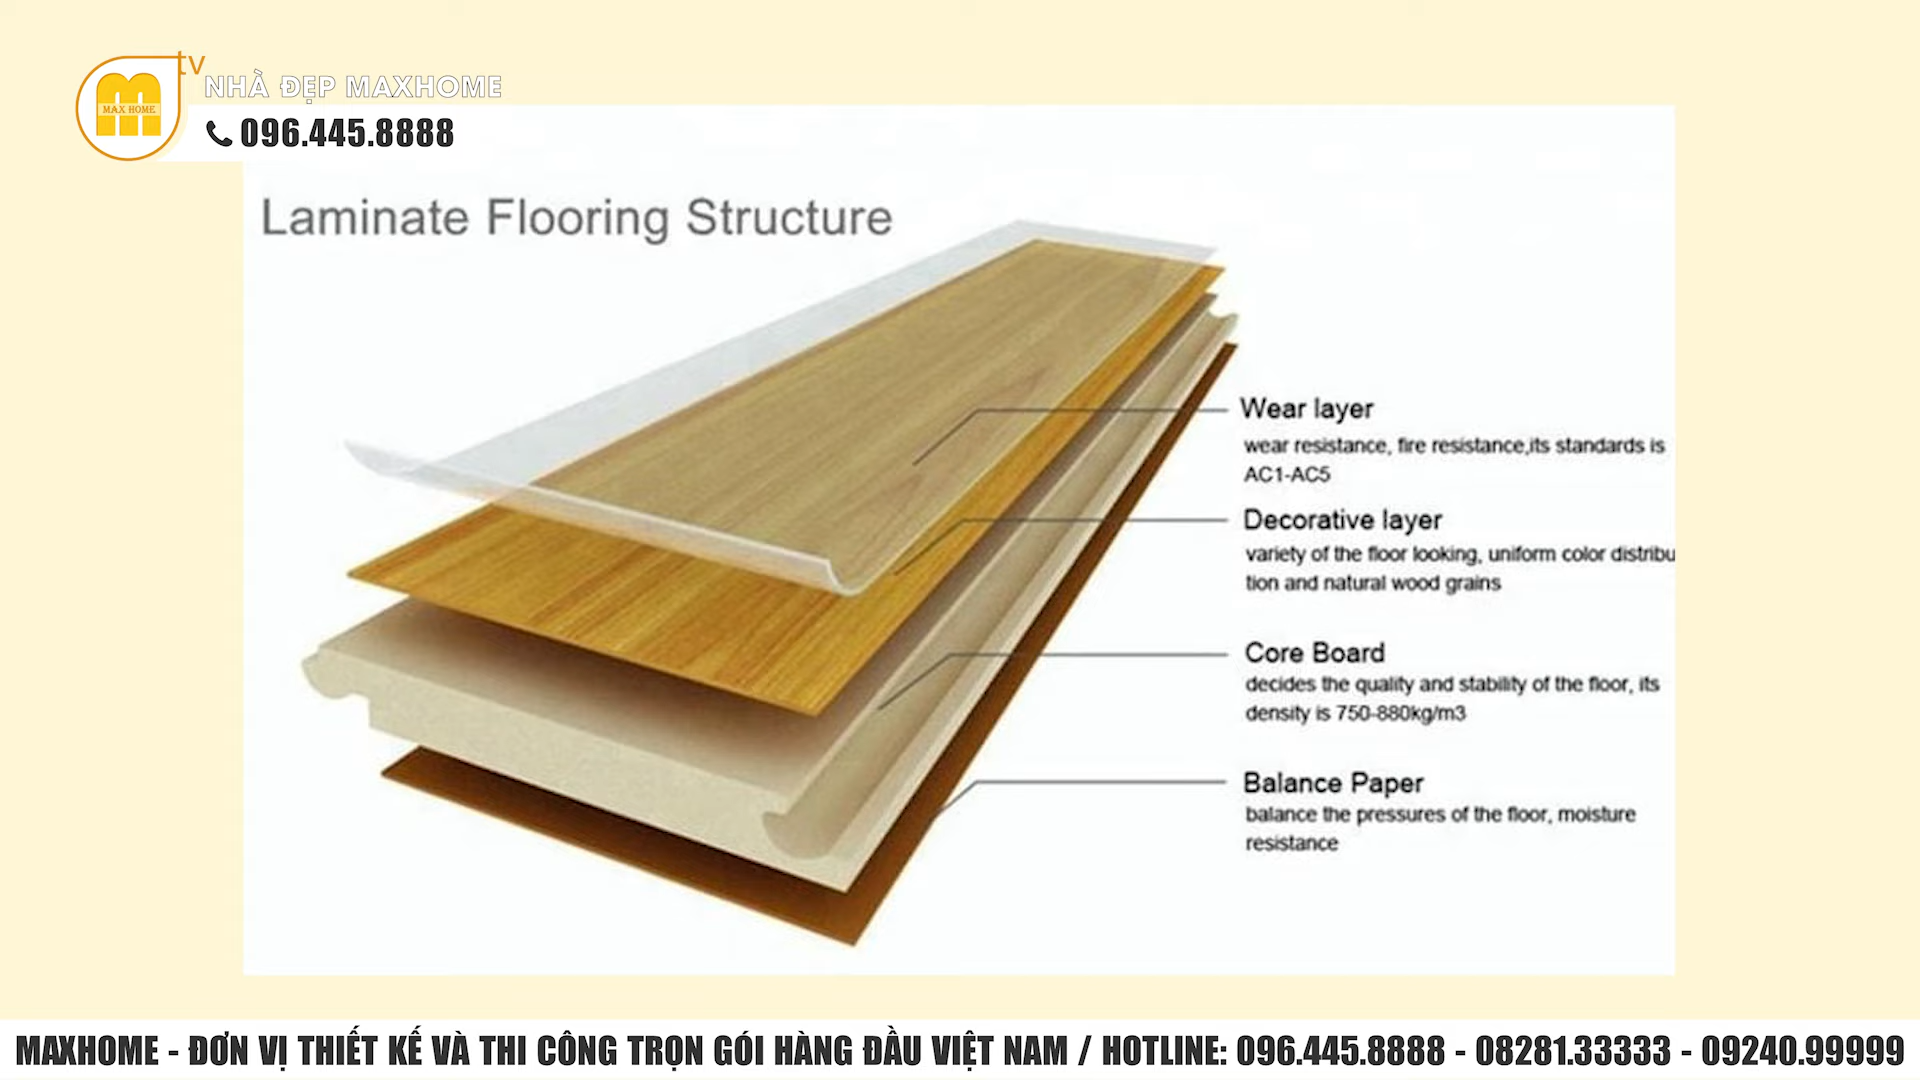 tv
NHÀ ĐẸP MAXHOME
MAX HOME
096.445.8888
Laminate Flooring Structure
Wear layer
wear resistance, fire resistance,its standards is
AC1-AC5
Decorative layer
variety of the floor looking, uniform color distribu
tion and natural wood grains
Core Board
decides the quality and stability of the floor, its
density is 750-880kg/m3
Balance Paper
balance the pressures of the floor, moisture
resistance
MAXHOME - ĐƠN VỊ THIẾT KẾ VÀ THI CÔNG TRỌN GÓI HÀNG ĐẦU VIỆT NAM / HOTLINE: 096.445.8888 - 08281.33333 - 09240.99999